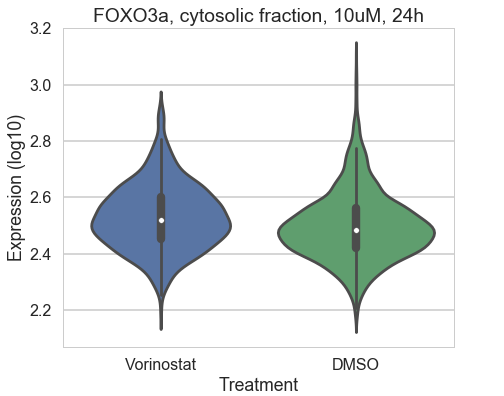 FOXO3a, cytosolic fraction, 10uM, 24h
3.2
3.0
2.8
2.6
2.4
2.2
Expression (log10)
Vorinostat DMSO
Treatment